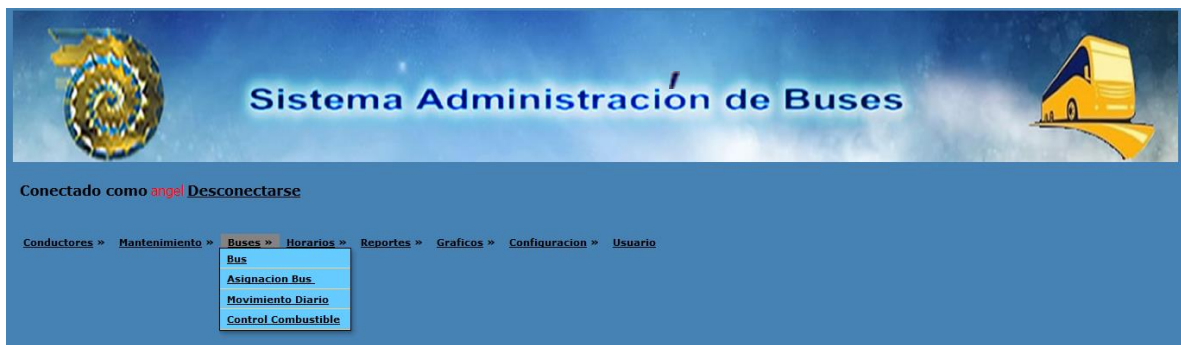 Sistema Administración de Buses
Conectado como angel Desconectarse
Conductores » Mantenimiento » Buses » Horarios » Reportes » Graficos » Configuracion » Usuario
Bus
Asignacion Bus
Movimiento Diario
Control Combustible